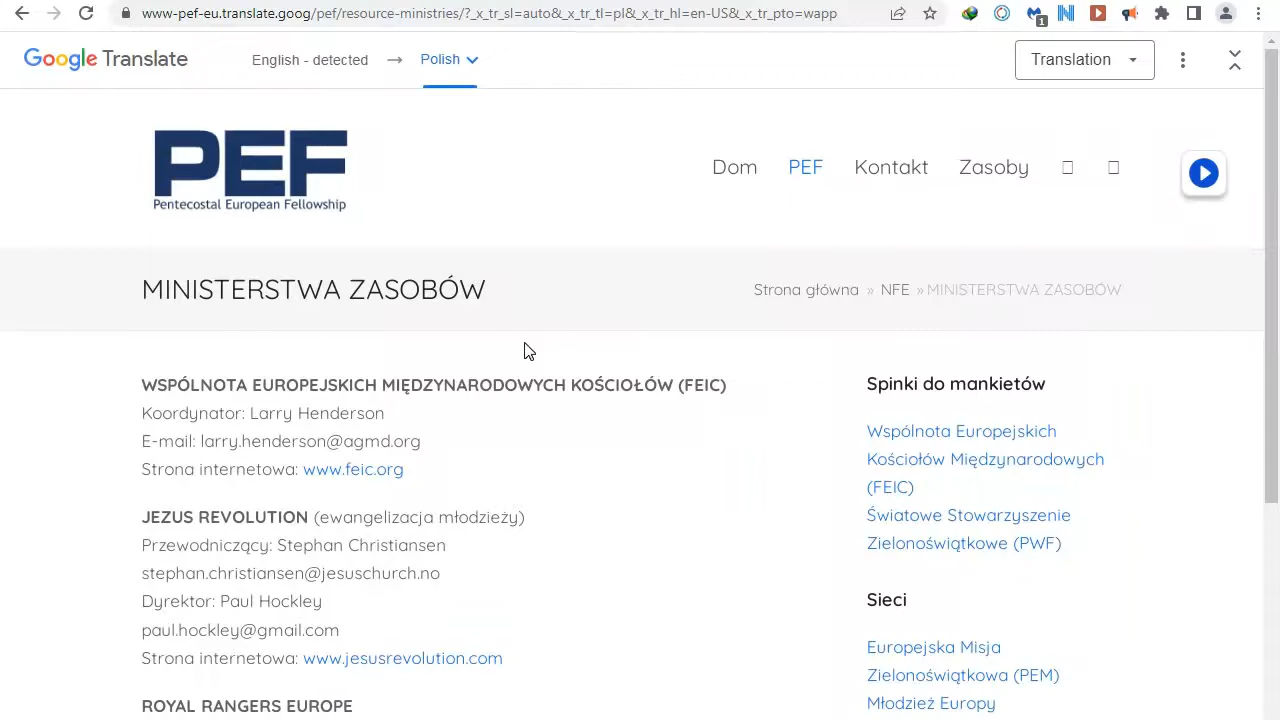 www-pef-eu.translate.goog/pef/resource-ministries/?_x_tr_sl=auto&_x_tr_tl=pl&_x_tr_hl=en-US&_x_tr_pto=wapp
1
Google Translate
English - detected
Polish
Translation
PEF
Pentecostal European Fellowship
Dom
PEF
Kontakt
Zasoby
MINISTERSTWA ZASOBÓW
Strona główna » NFE » MINISTERSTWA ZASOBÓW
WSPÓLNOTA EUROPEJSKICH MIĘDZYNARODOWYCH KOŚCIOŁÓW (FEIC)
Koordynator: Larry Henderson
E-mail: larry.henderson@agmd.org
Strona internetowa: www.feic.org
JEZUS REVOLUTION (ewangelizacja młodzieży)
Przewodniczący: Stephan Christiansen
stephan.christiansen@jesuschurch.no
Dyrektor: Paul Hockley
paul.hockley@gmail.com
Strona internetowa: www.jesusrevolution.com
ROYAL RANGERS EUROPE
Spinki do mankietów
Wspólnota Europejskich
Kościołów Międzynarodowych
(FEIC)
Światowe Stowarzyszenie
Zielonoświątkowe (PWF)
Sieci
Europejska Misja
Zielonoświątkowa (PEM)
Młodzież Europy